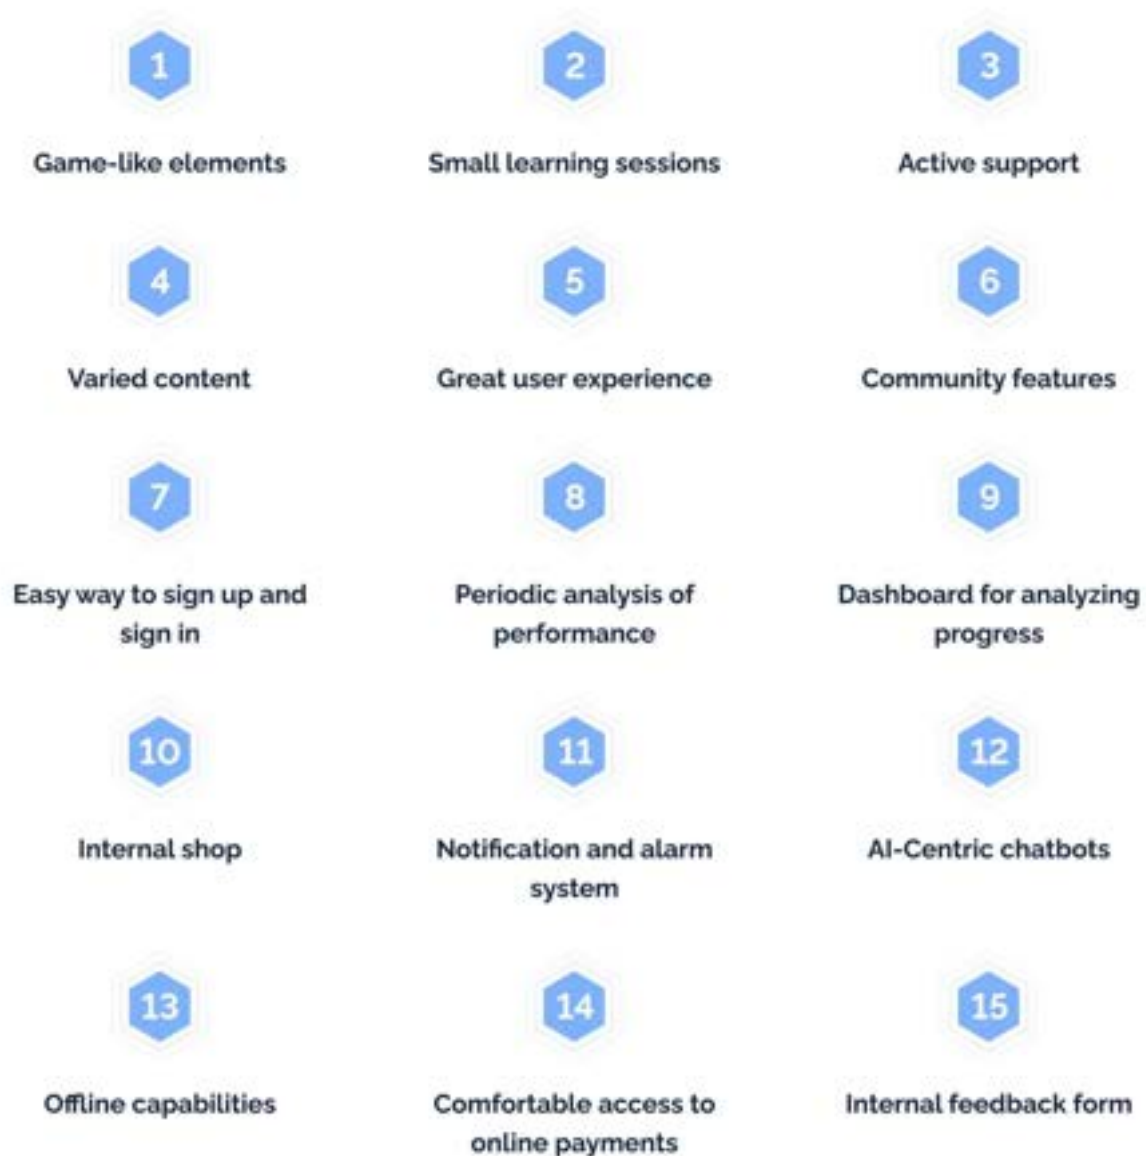 1
Game-like elements
2
Small learning sessions
3
Active support
4
Varied content
5
Great user experience
6
Community features
7
Easy way to sign up and
sign in
8
Periodic analysis of
performance
9
Dashboard for analyzing
progress
10
Internal shop
11
Notification and alarm
system
12
AI-Centric chatbots
13
Offline capabilities
14
Comfortable access to
online payments
15
Internal feedback form